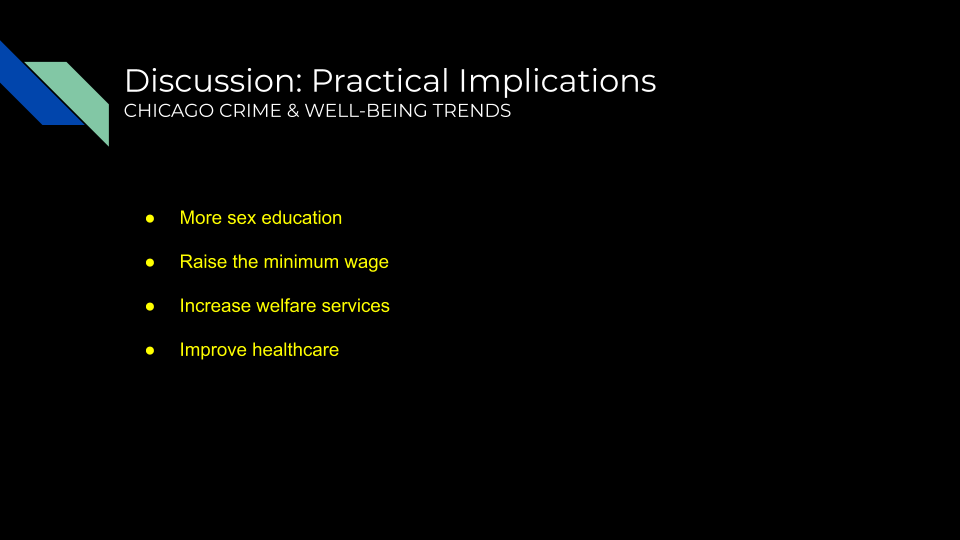 Discussion: Practical Implications
CHICAGO CRIME & WELL-BEING TRENDS
● More sex education
● Raise the minimum wage
● Increase welfare services
● Improve healthcare